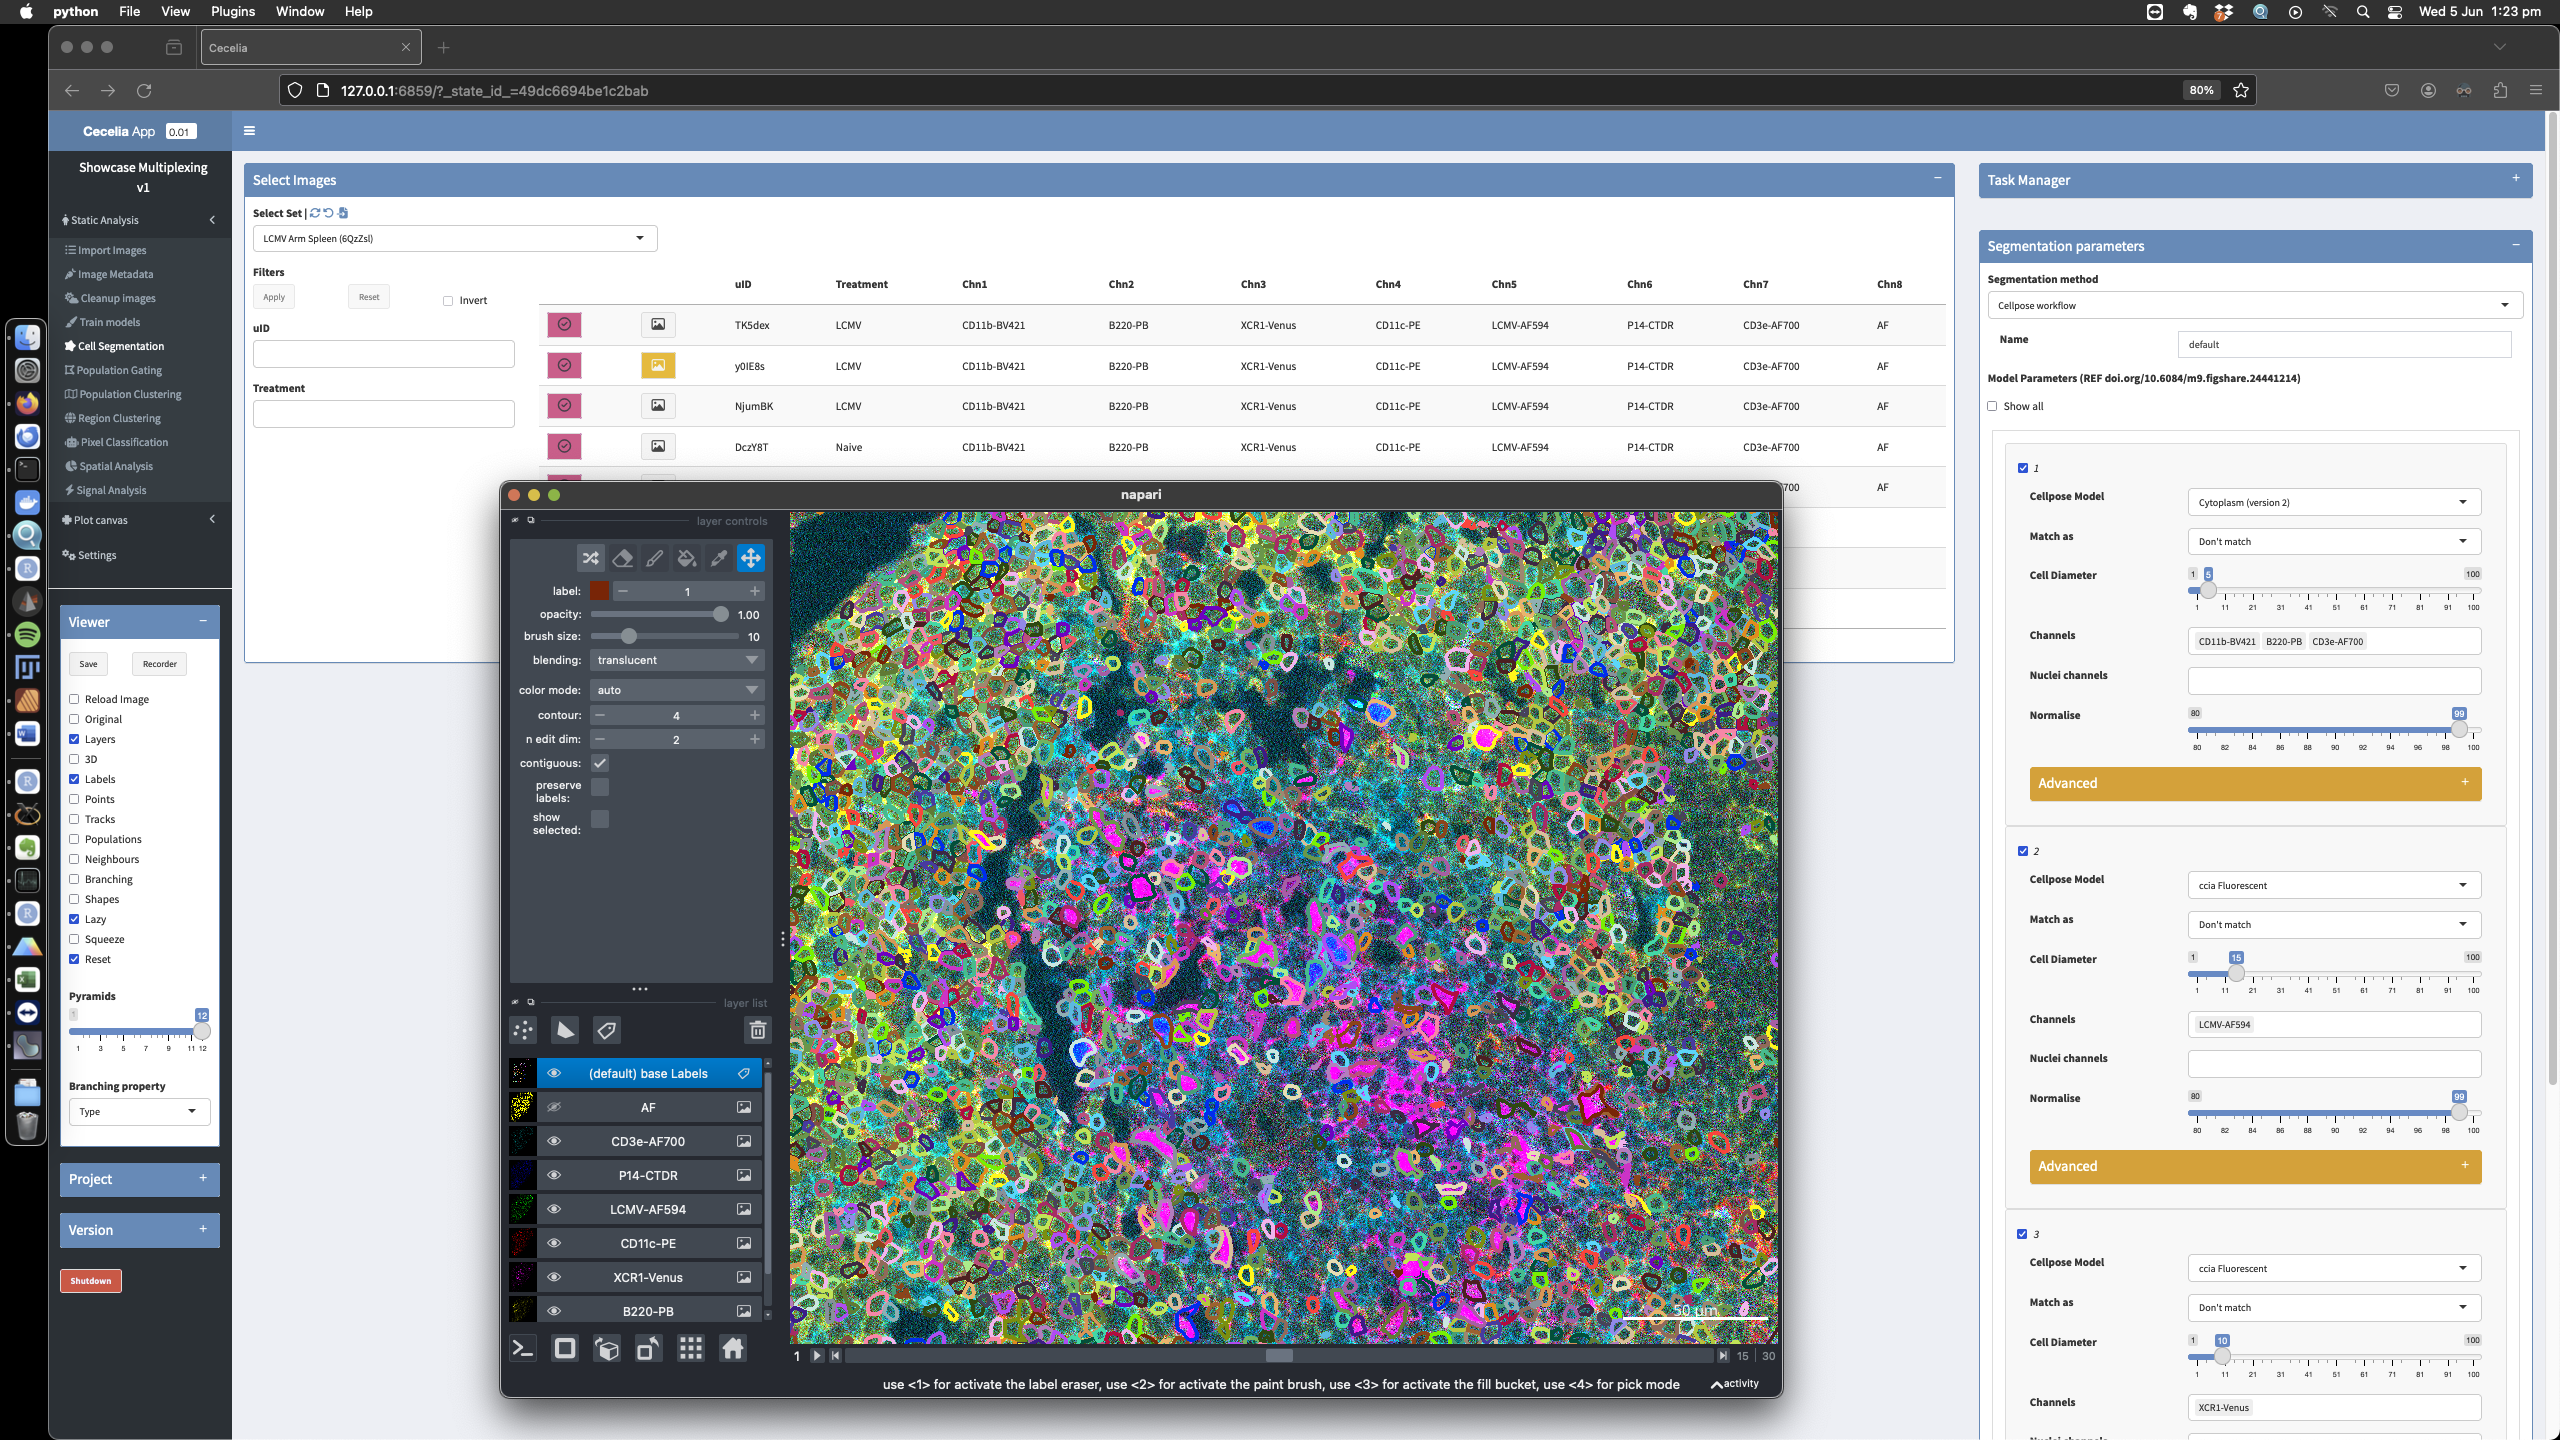 python File View Plugins Window Help
Wed 5 Jun 1:23 pm
Cecelia
127.0.0.1:6859/?_state_id_=49dc6694be1c2bab
80%
Cecelia App 0.01
Showcase Multiplexing
v1
Static Analysis
Import Images
Image Metadata
Cleanup images
Train models
Cell Segmentation
Population Gating
Population Clustering
Region Clustering
Pixel Classification
Spatial Analysis
Signal Analysis
Plot canvas
Settings
Viewer
Save Recorder
Reload Image
Original
Layers
3D
Labels
Points
Tracks
Populations
Neighbours
Branching
Shapes
Lazy
Squeeze
Reset
Pyramids
1 12
1 3 5 7 9 11 12
Branching property
Type
Project
Version
Shutdown
Select Images
Select Set |
LCMV Arm Spleen (6QzZsl)
Filters
Apply Reset Invert
uID
Treatment
uID Treatment Chn1 Chn2 Chn3 Chn4 Chn5 Chn6 Chn7 Chn8
TK5dex LCMV CD11b-BV421 B220-PB XCR1-Venus CD11c-PE LCMV-AF594 P14-CTDR CD3e-AF700 AF
y0IE8s LCMV CD11b-BV421 B220-PB XCR1-Venus CD11c-PE LCMV-AF594 P14-CTDR CD3e-AF700 AF
NjumBK LCMV CD11b-BV421 B220-PB XCR1-Venus CD11c-PE LCMV-AF594 P14-CTDR CD3e-AF700 AF
DczY8T Naive CD11b-BV421 B220-PB XCR1-Venus CD11c-PE LCMV-AF594 P14-CTDR CD3e-AF700 AF
700 AF
napari
layer controls
label: 1
opacity: 1.00
brush size: 10
blending: translucent
color mode: auto
contour: 4
n edit dim: 2
contiguous:
preserve
labels:
show
selected:
layer list
(default) base Labels
AF
CD3e-AF700
P14-CTDR
LCMV-AF594
CD11c-PE
XCR1-Venus
B220-PB
50 µm
1 15 30
use <1> for activate the label eraser, use <2> for activate the paint brush, use <3> for activate the fill bucket, use <4> for pick mode activity
Task Manager
Segmentation parameters
Segmentation method
Cellpose workflow
Name default
Model Parameters (REF doi.org/10.6084/m9.figshare.24441214)
Show all
1
Cellpose Model Cytoplasm (version 2)
Match as Don't match
Cell Diameter 1 5 100
1 11 21 31 41 51 61 71 81 91 100
Channels CD11b-BV421 B220-PB CD3e-AF700
Nuclei channels
Normalise 80 99
80 82 84 86 88 90 92 94 96 98 100
Advanced
2
Cellpose Model ccia Fluorescent
Match as Don't match
Cell Diameter 1 15 100
1 11 21 31 41 51 61 71 81 91 100
Channels LCMV-AF594
Nuclei channels
Normalise 80 99
80 82 84 86 88 90 92 94 96 98 100
Advanced
3
Cellpose Model ccia Fluorescent
Match as Don't match
Cell Diameter 1 10 100
1 11 21 31 41 51 61 71 81 91 100
Channels XCR1-Venus